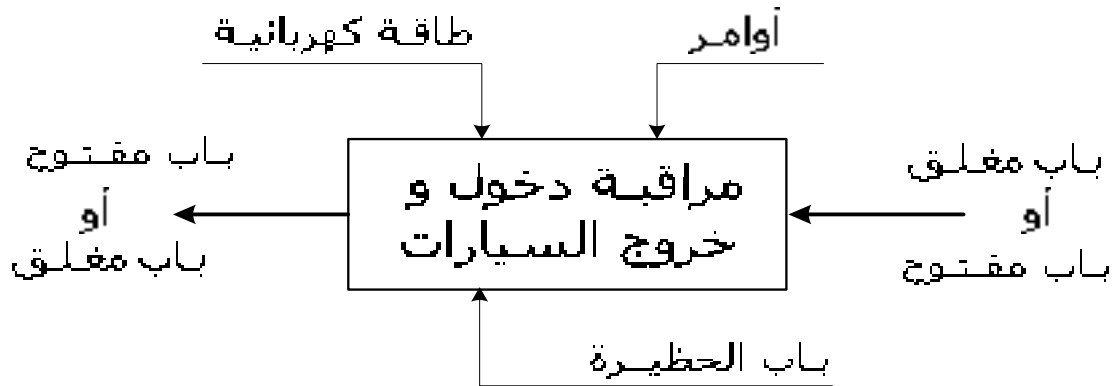 أوامر
طاقة كهربائية
باب مغلق
أو
باب مفتوح
مراقبة دخول و
خروج السيارات
باب مفتوح
أو
باب مغلق
باب الحظيرة